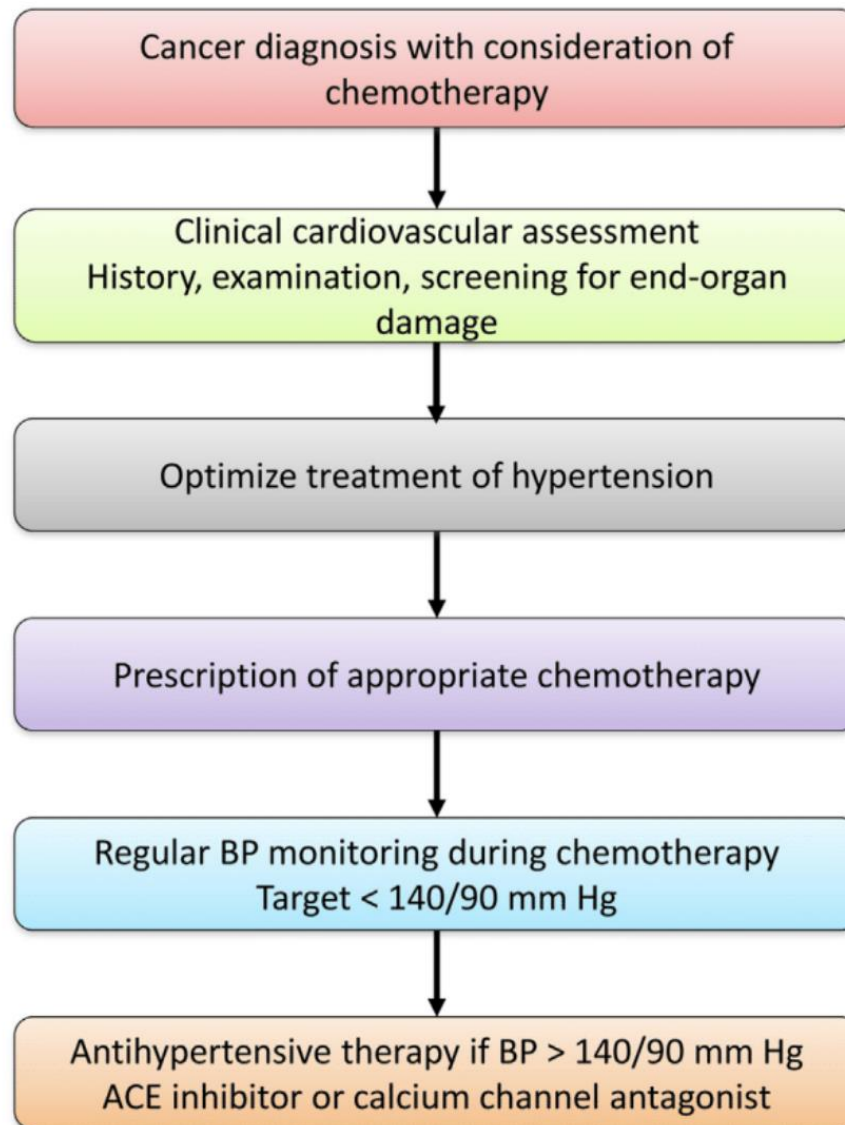 Cancer diagnosis with consideration of
chemotherapy
Clinical cardiovascular assessment
History, examination, screening for end-organ
damage
Optimize treatment of hypertension
Prescription of appropriate chemotherapy
Regular BP monitoring during chemotherapy
Target < 140/90 mm Hg
Antihypertensive therapy if BP > 140/90 mm Hg
ACE inhibitor or calcium channel antagonist